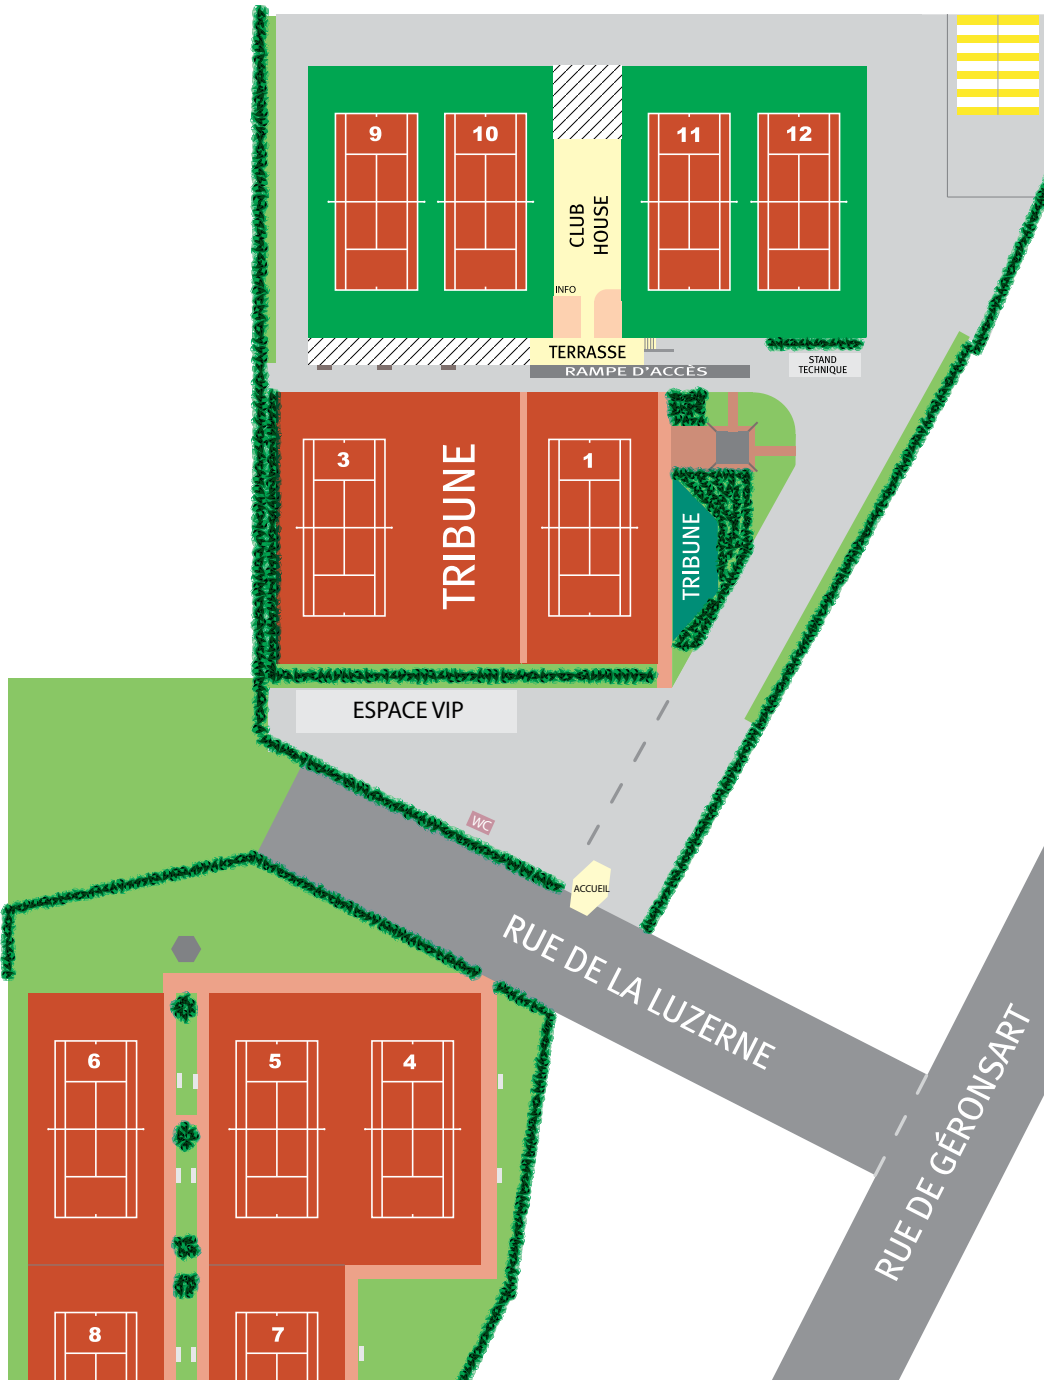 9
10
11
12
CLUB
HOUSE
INFO
TERRASSE
RAMPE D'ACCÈS
STAND
TECHNIQUE
3
TRIBUNE
1
TRIBUNE
ESPACE VIP
WC
ACCUEIL
RUE DE LA LUZERNE
RUE DE GÉRONSART
6
5
4
8
7